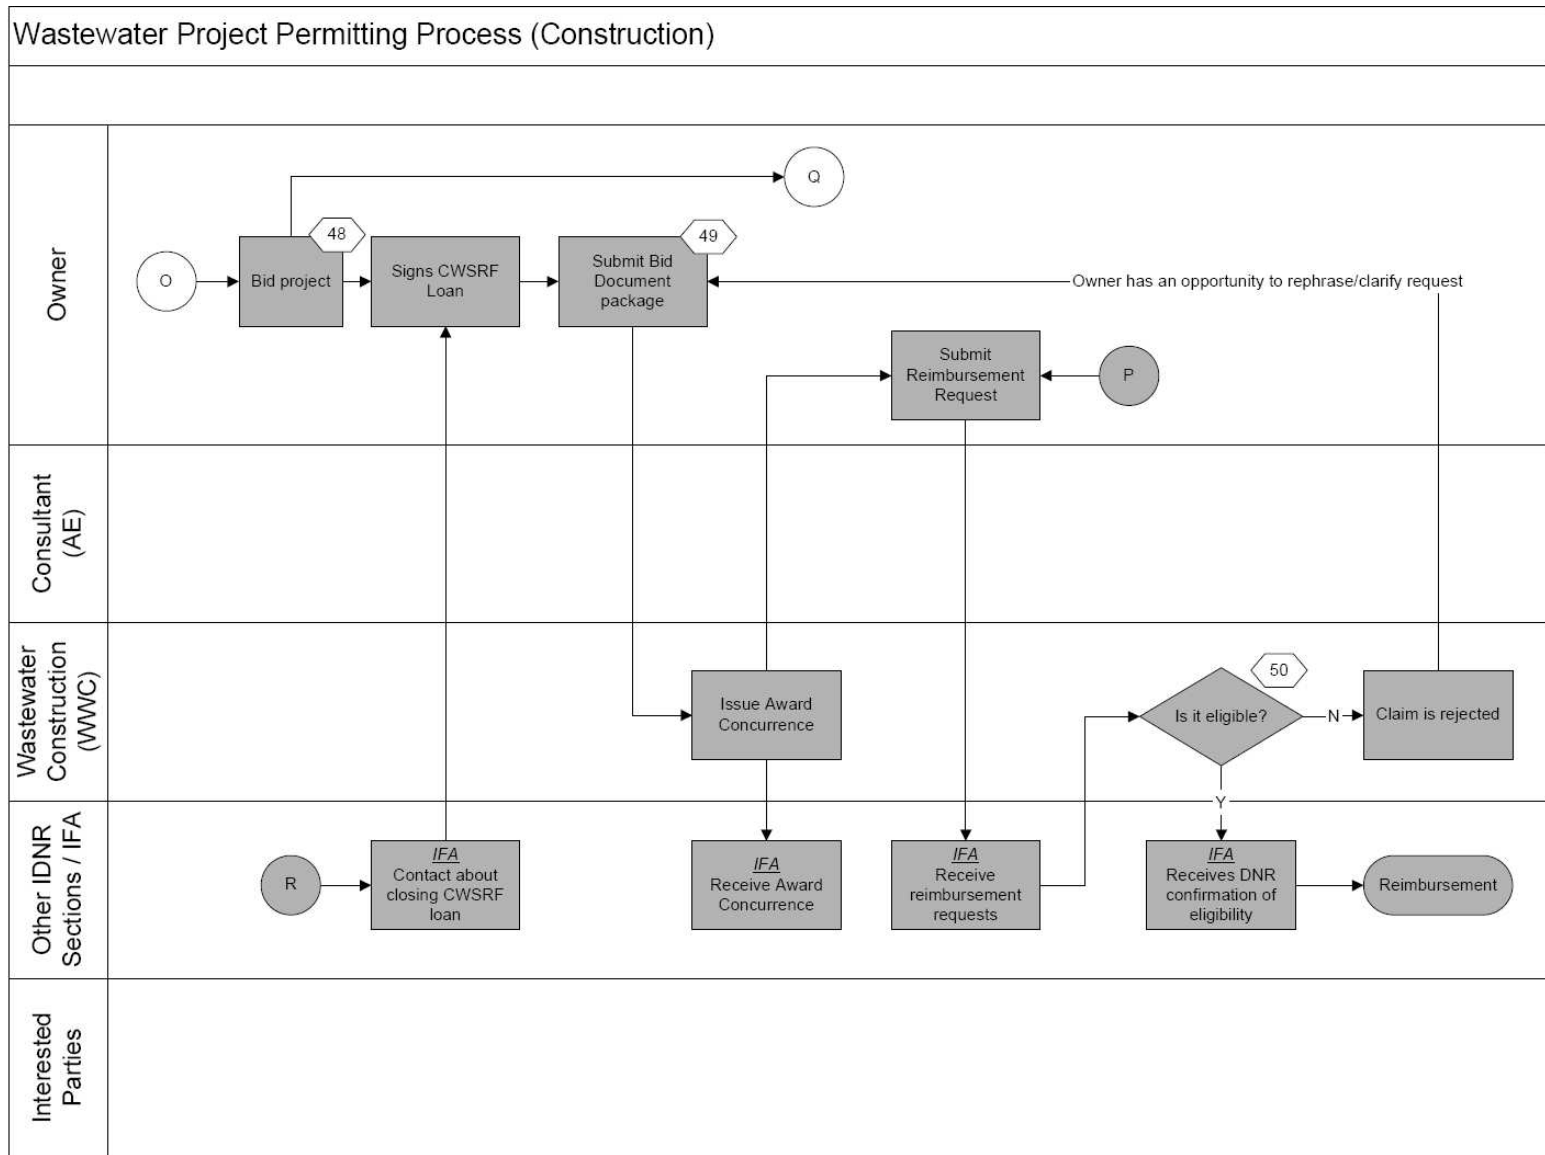 Wastewater Project Permitting Process (Construction)
Owner
Q
48
49
O
Bid project
Signs CWSRF
Loan
Submit Bid
Document
package
Owner has an opportunity to rephrase/clarify request
Submit
Reimbursement
Request
P
Consultant
(AE)
Wastewater
Construction
(WWC)
Issue Award
Concurrence
50
Is it eligible?
N
Claim is rejected
Y
Other IDNR
Sections / IFA
R
IFA
Contact about
closing CWSRF
loan
IFA
Receive Award
Concurrence
IFA
Receive
reimbursement
requests
IFA
Receives DNR
confirmation of
eligibility
Reimbursement
Interested
Parties